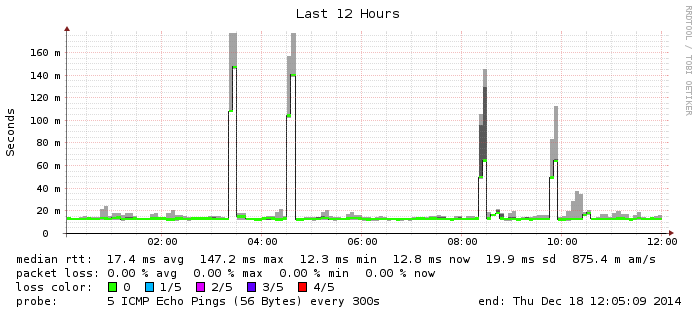 Last 12 Hours
RRDTOOL / TOBI OETIKER
Seconds
160 m
140 m
120 m
100 m
80 m
60 m
40 m
20 m
0
02:00 04:00 06:00 08:00 10:00 12:00
median rtt: 17.4 ms avg 147.2 ms max 12.3 ms min 12.8 ms now 19.9 ms sd 875.4 m am/s
packet loss: 0.00 % avg 0.00 % max 0.00 % min 0.00 % now
loss color: 0 1/5 2/5 3/5 4/5
probe: 5 ICMP Echo Pings (56 Bytes) every 300s end: Thu Dec 18 12:05:09 2014